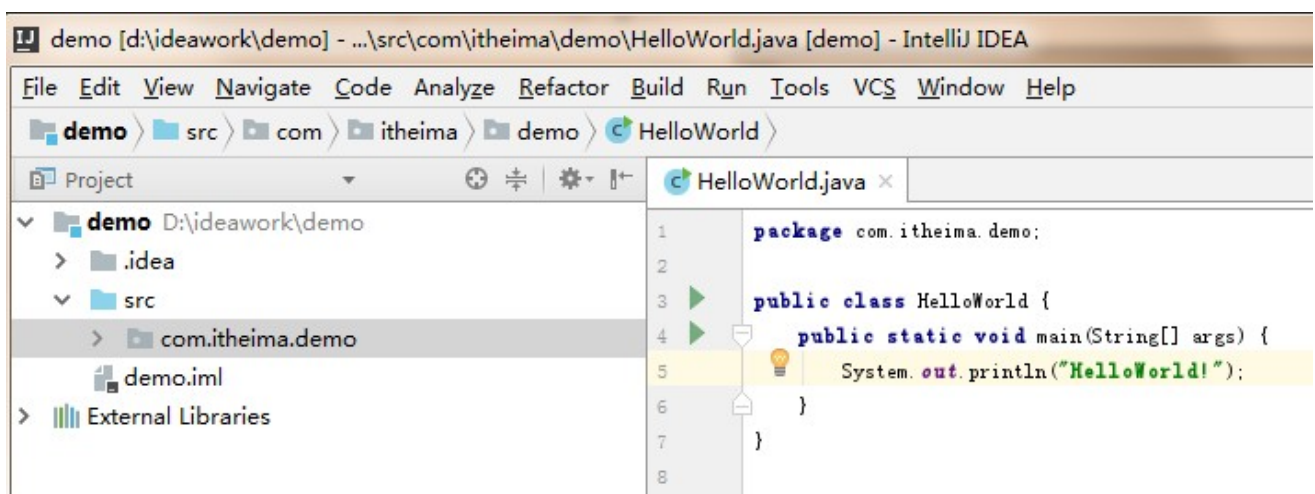 demo [d:\ideawork\demo] - ...\src\com\itheima\demo\HelloWorld.java [demo] - IntelliJ IDEA
File Edit View Navigate Code Analyze Refactor Build Run Tools VCS Window Help
demo src com itheima demo HelloWorld
Project
HelloWorld.java
demo D:\ideawork\demo
.idea
src
com.itheima.demo
demo.iml
External Libraries
1 package com.itheima.demo;
2
3 public class HelloWorld {
4 public static void main(String[] args) {
5 System.out.println("HelloWorld!");
6 }
7 }
8